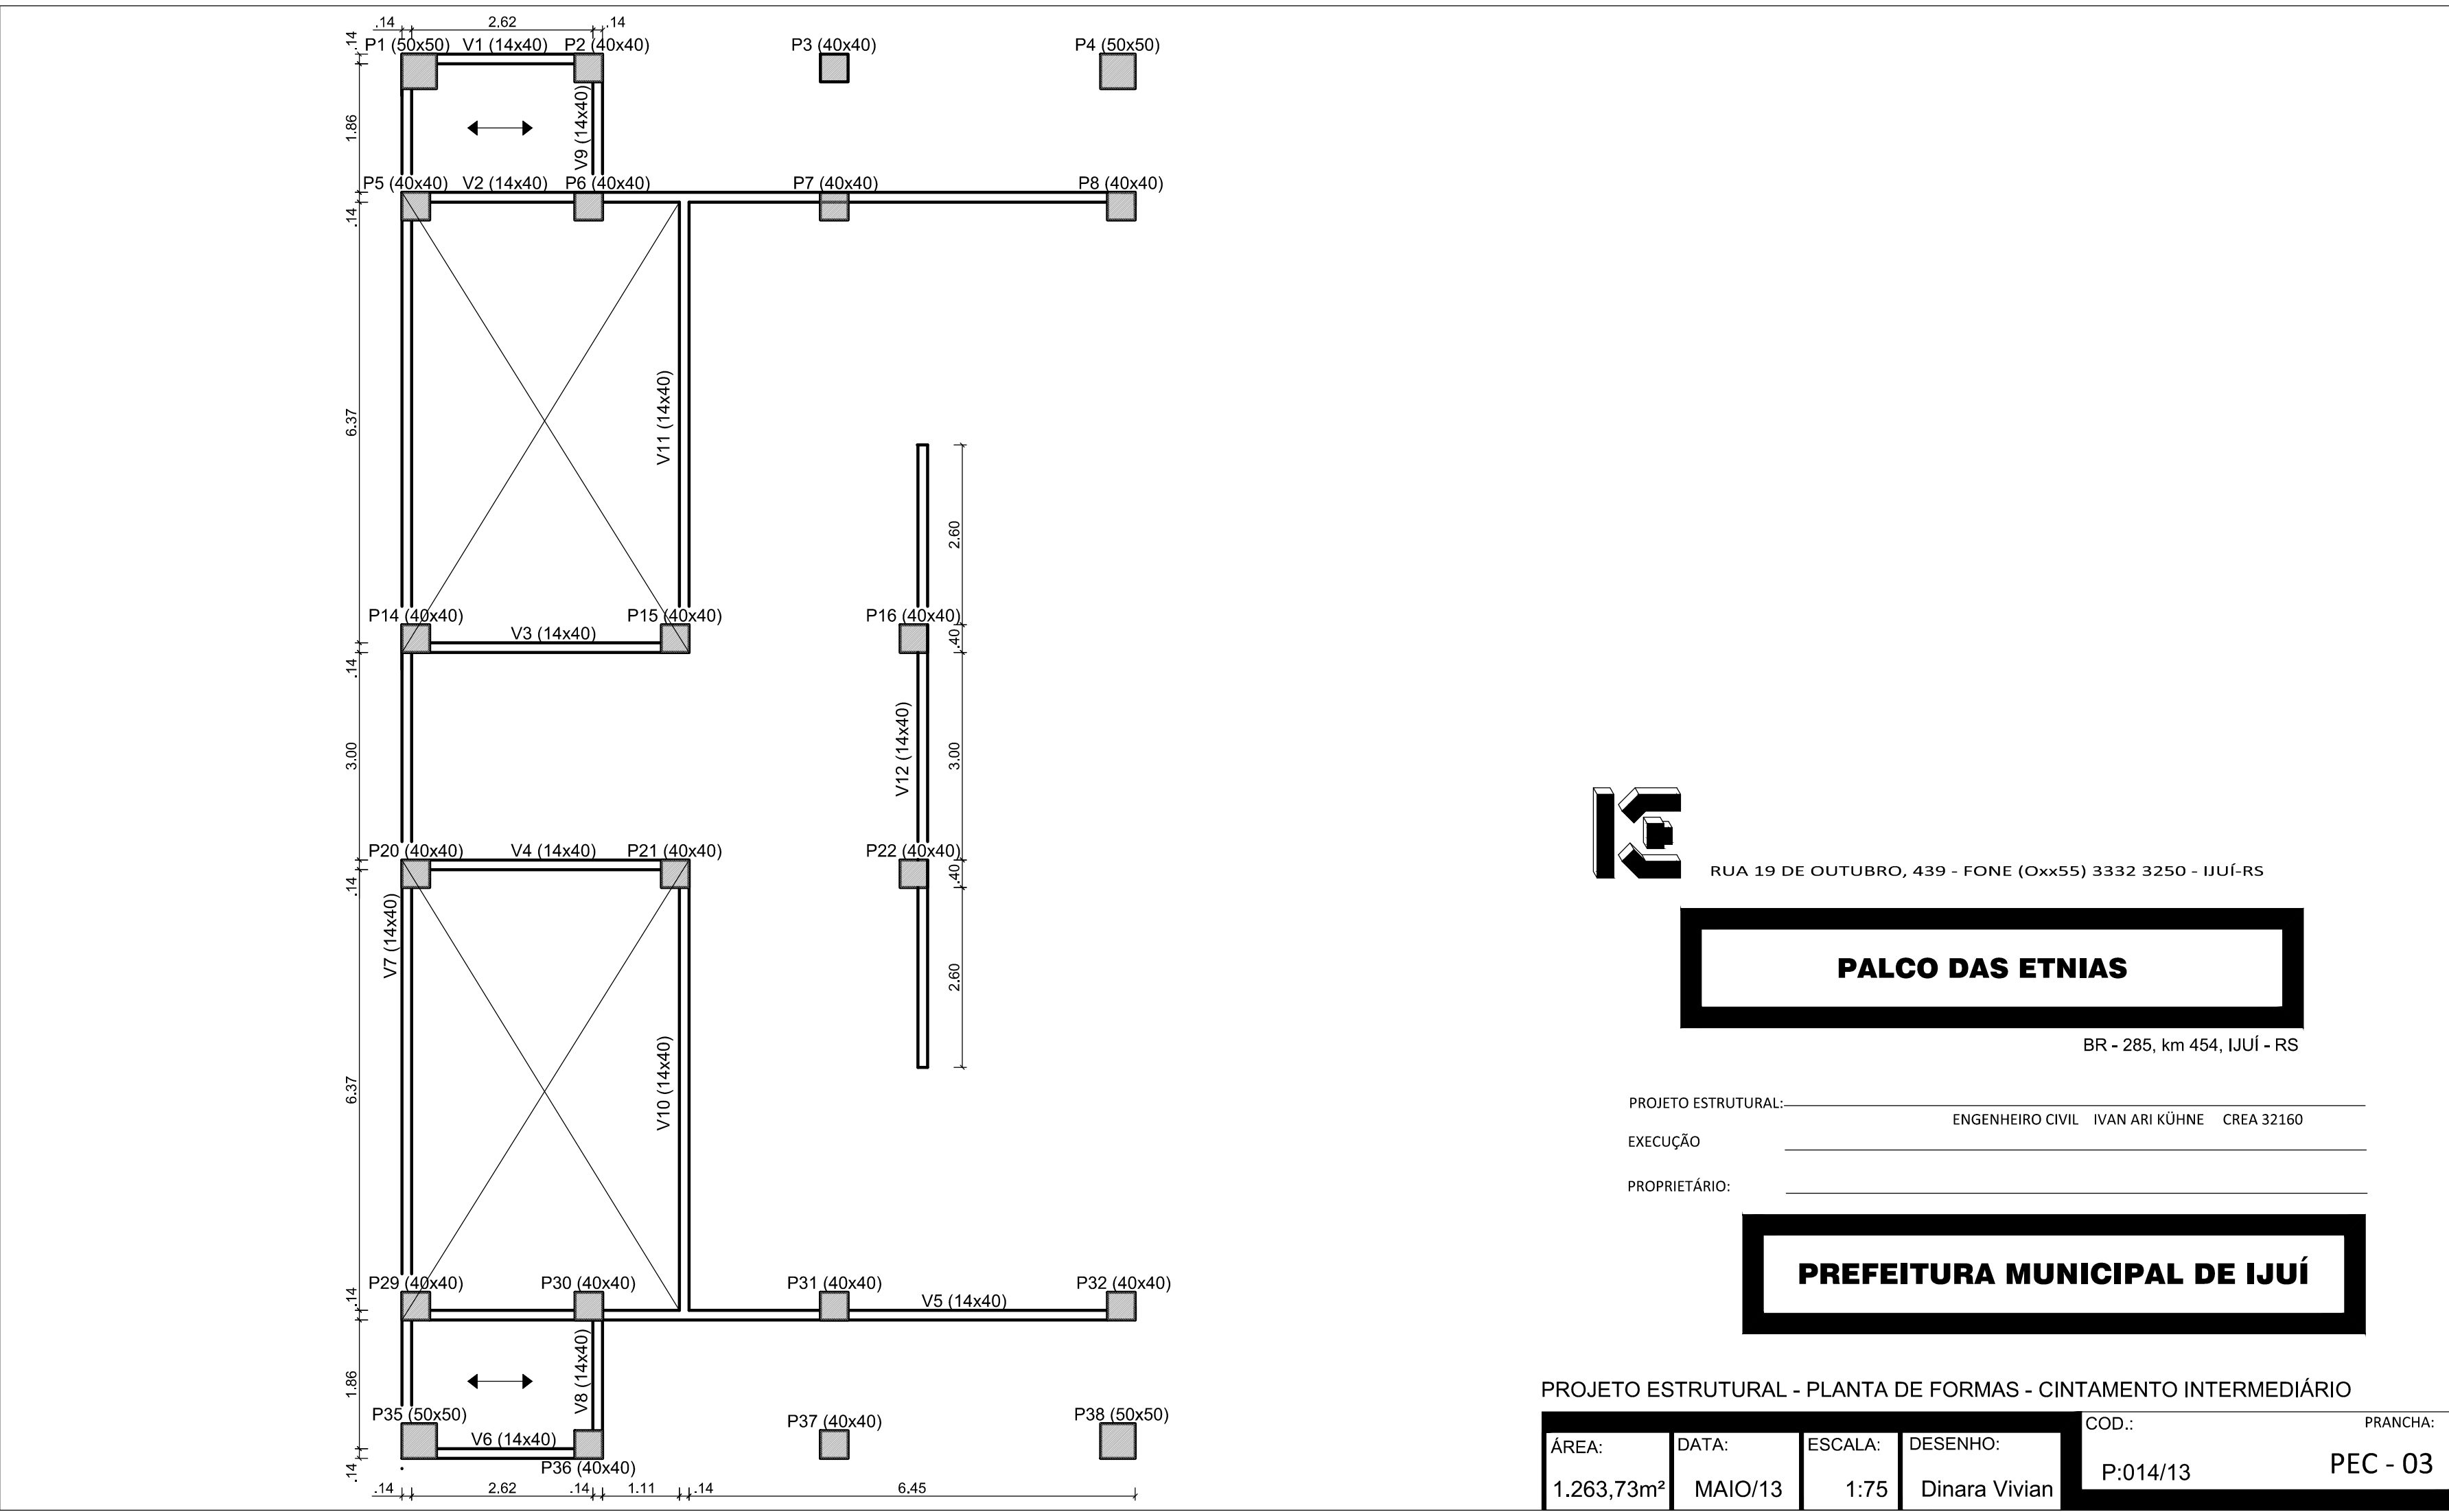 .14 2.62 .14
.14
P1 (50x50) V1 (14x40) P2 (40x40) P3 (40x40) P4 (50x50)
1.86
V9 (14x40)
P5 (40x40) V2 (14x40) P6 (40x40) P7 (40x40) P8 (40x40)
.14
6.37
V11 (14x40)
2.60
P14 (40x40) V3 (14x40) P15 (40x40) P16 (40x40)
.40
.14
3.00
V12 (14x40)
3.00
P20 (40x40) V4 (14x40) P21 (40x40) P22 (40x40)
.14
.40
V7 (14x40)
2.60
6.37
V10 (14x40)
P29 (40x40) P30 (40x40) P31 (40x40) V5 (14x40) P32 (40x40)
.14
1.86
V8 (14x40)
P35 (50x50) V6 (14x40) P37 (40x40) P38 (50x50)
P36 (40x40)
.14
.14 2.62 .14 1.11 .14 6.45
RUA 19 DE OUTUBRO, 439 - FONE (Oxx55) 3332 3250 - IJUÍ-RS
PALCO DAS ETNIAS
BR - 285, km 454, IJUÍ - RS
PROJETO ESTRUTURAL:
ENGENHEIRO CIVIL IVAN ARI KÜHNE CREA 32160
EXECUÇÃO
PROPRIETÁRIO:
PREFEITURA MUNICIPAL DE IJUÍ
PROJETO ESTRUTURAL - PLANTA DE FORMAS - CINTAMENTO INTERMEDIÁRIO
ÁREA: DATA: ESCALA: DESENHO: COD.: PRANCHA:
1.263,73m² MAIO/13 1:75 Dinara Vivian P:014/13 PEC - 03